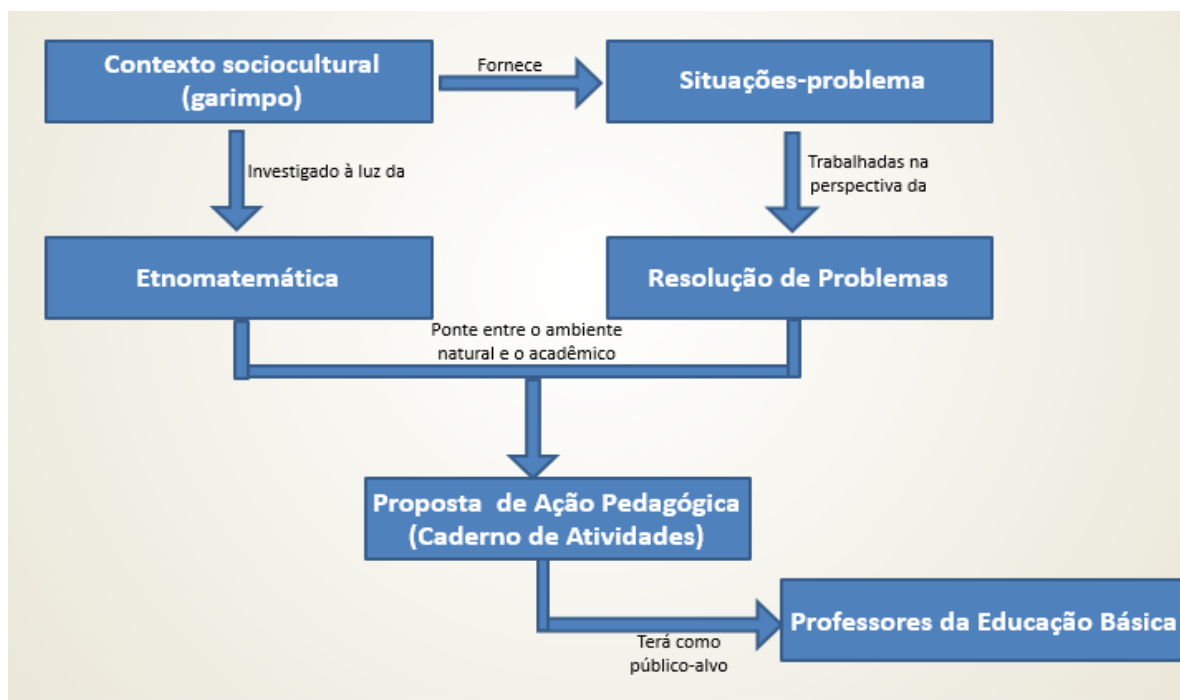 Contexto sociocultural
(garimpo)
Fornece
Situações-problema
Investigado à luz da
Trabalhadas na
perspectiva da
Etnomatemática
Resolução de Problemas
Ponte entre o ambiente
natural e o acadêmico
Proposta de Ação Pedagógica
(Caderno de Atividades)
Professores da Educação Básica
Terá como
público-alvo